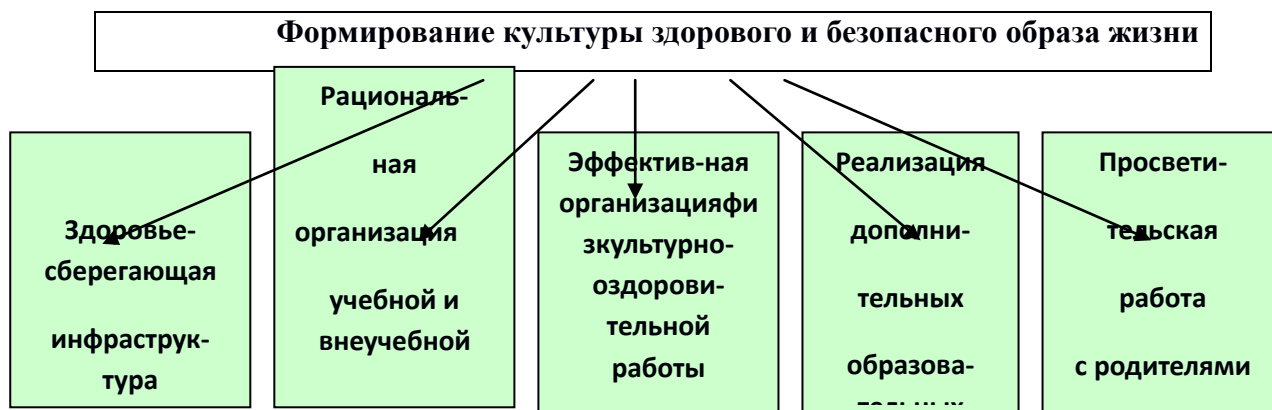 Формирование культуры здорового и безопасного образа жизни
Здоровье-
сберегающая
инфраструк-
тура
Рациональ-
ная
организация
учебной и
внеучебной
Эффектив-ная
организацияфи
зкультурно-
оздорови-
тельной
работы
Реализация
дополни-
тельных
образова-
тельных
Просвети-
тельская
работа
с родителями